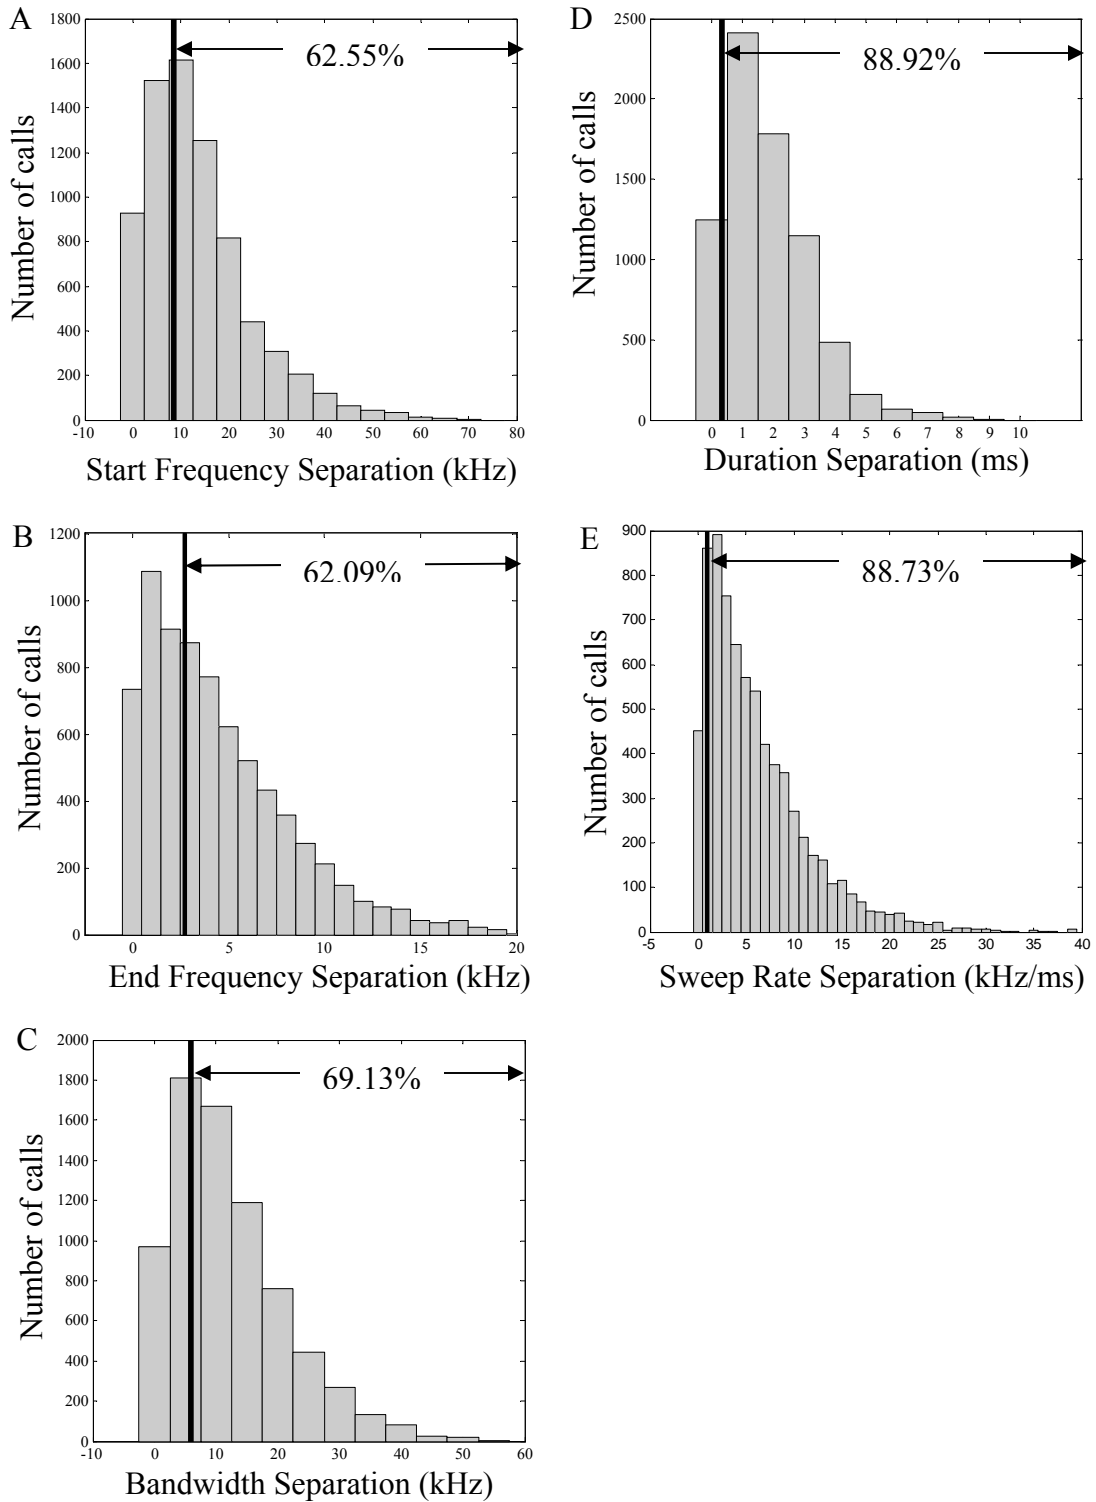 A
62.55%
Number of calls
1800
1600
1400
1200
1000
800
600
400
200
0
-10 0 10 20 30 40 50 60 70 80
Start Frequency Separation (kHz)
B
62.09%
Number of calls
1200
1000
800
600
400
200
0
0 5 10 15 20
End Frequency Separation (kHz)
C
69.13%
Number of calls
2000
1800
1600
1400
1200
1000
800
600
400
200
0
-10 0 10 20 30 40 50 60
Bandwidth Separation (kHz)
D
88.92%
Number of calls
2500
2000
1500
1000
500
0
0 1 2 3 4 5 6 7 8 9 10
Duration Separation (ms)
E
88.73%
Number of calls
900
800
700
600
500
400
300
200
100
0
-5 0 5 10 15 20 25 30 35 40
Sweep Rate Separation (kHz/ms)